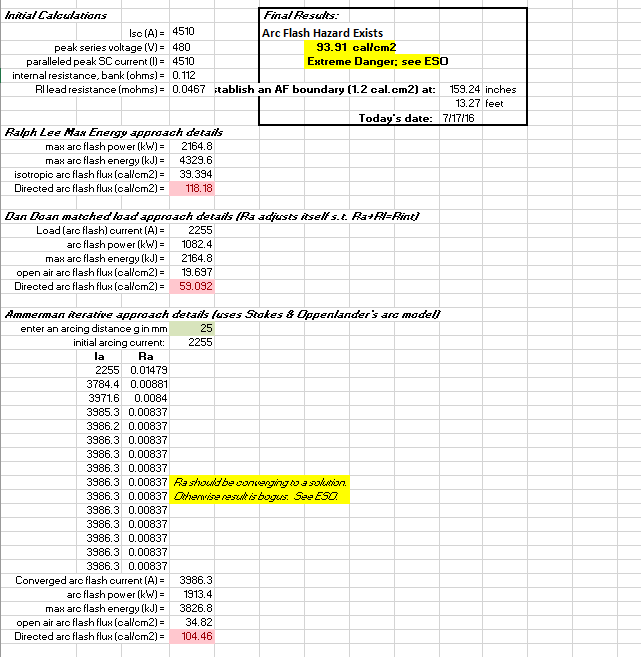 Initial Calculations Final Results:
Isc (A) = 4510 Arc Flash Hazard Exists
peak series voltage (V) = 480 93.91 cal/cm2
paralleled peak SC current (I) = 4510 Extreme Danger; see ESO
internal resistance, bank (ohms) = 0.112
Rl lead resistance (mohms) = 0.0467 stablish an AF boundary (1.2 cal.cm2) at: 159.24 inches
13.27 feet
Today's date: 7/17/16
Ralph Lee Max Energy approach details
max arc flash power (kW) = 2164.8
max arc flash energy (kJ) = 4329.6
isotropic arc flash flux (cal/cm2) = 39.394
Directed arc flash flux (cal/cm2) = 118.18
Dan Doan matched load approach details (Ra adjusts itself s.t. Ra+Rl=Rint)
Load (arc flash) current (A) = 2255
arc flash power (kW) = 1082.4
max arc flash energy (kJ) = 2164.8
open air arc flash flux (cal/cm2) = 19.697
Directed arc flash flux (cal/cm2) = 59.092
Ammerman iterative approach details (uses Stokes & Oppenlander's arc model)
enter an arcing distance g in mm 25
initial arcing current: 2255
Ia Ra
2255 0.01479
3784.4 0.00881
3971.6 0.0084
3985.3 0.00837
3986.2 0.00837
3986.3 0.00837
3986.3 0.00837
3986.3 0.00837
3986.3 0.00837 Ra should be converging to a solution.
3986.3 0.00837 Otherwise result is bogus. See ESO.
3986.3 0.00837
3986.3 0.00837
3986.3 0.00837
3986.3 0.00837
3986.3 0.00837
Converged arc flash current (A) = 3986.3
arc flash power (kW) = 1913.4
max arc flash energy (kJ) = 3826.8
open air arc flash flux (cal/cm2) = 34.82
Directed arc flash flux (cal/cm2) = 104.46